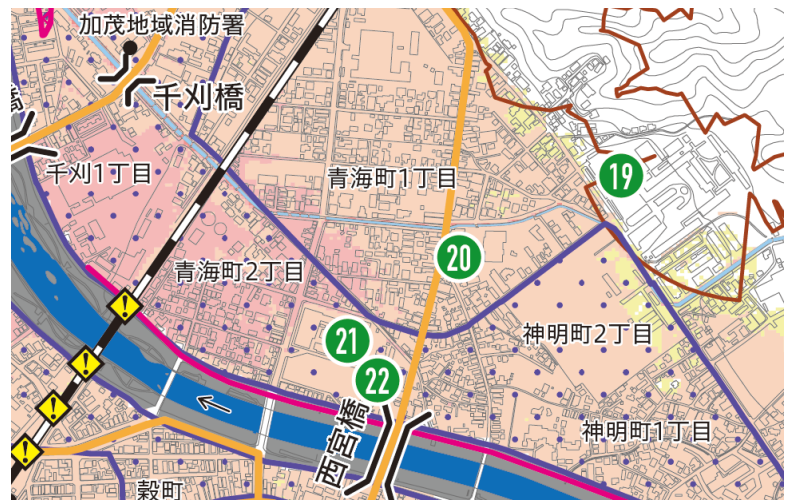 加茂地域消防署
千刈橋
橋
千刈1丁目
青海町1丁目
19
20
青海町2丁目
21
神明町2丁目
22
西宮橋
神明町1丁目
穀町
!
!
!
!